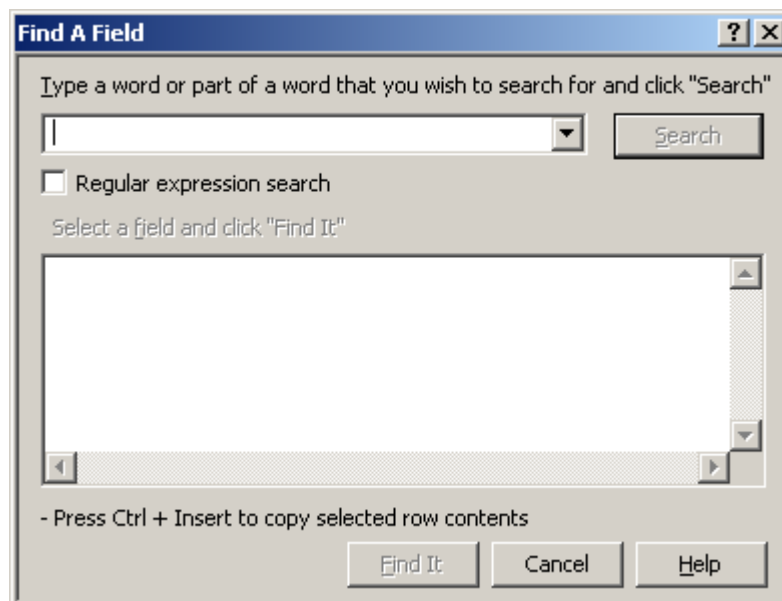 Find A Field
Type a word or part of a word that you wish to search for and click "Search"
Search
Regular expression search
Select a field and click "Find It"
- Press Ctrl + Insert to copy selected row contents
Find It Cancel Help